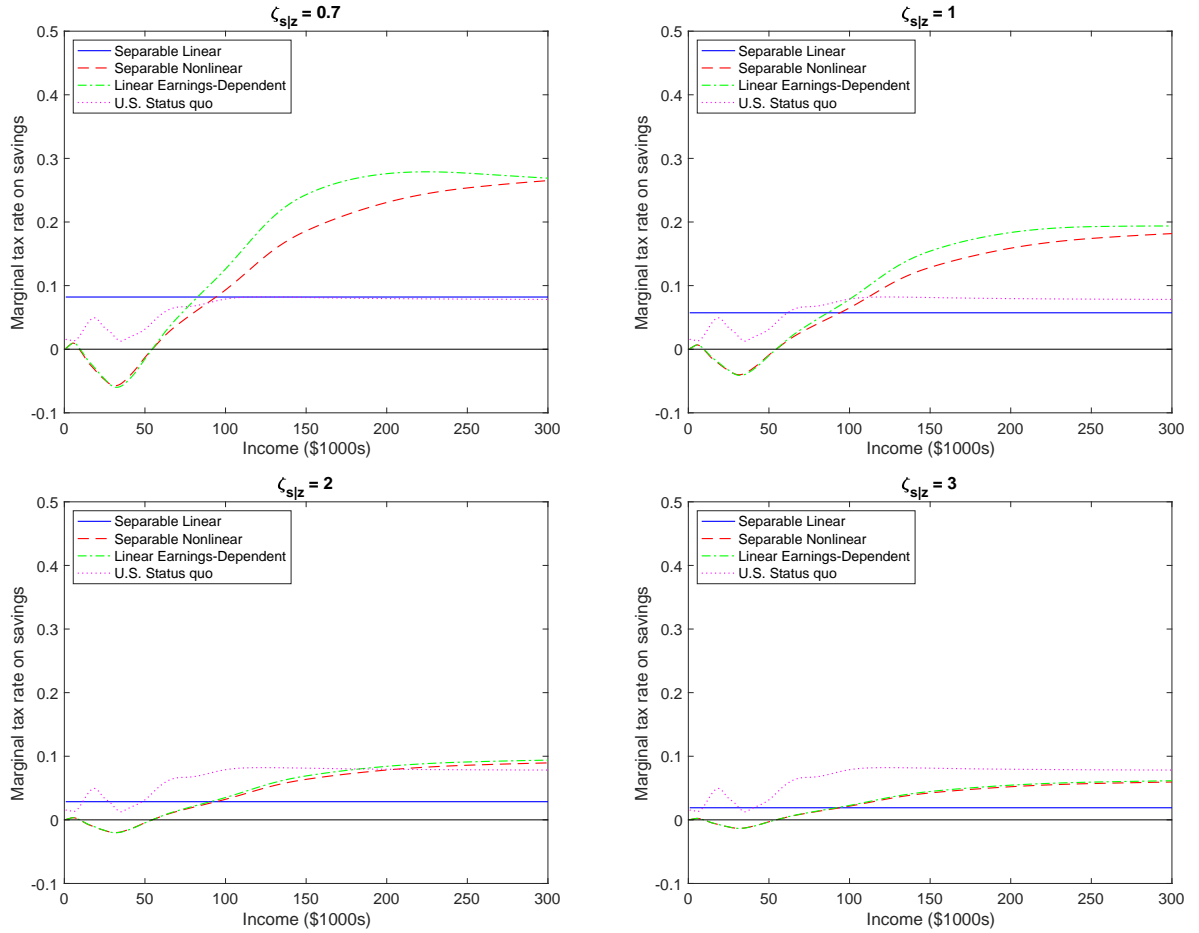 ζs|z = 0.7
0.5
0.4
0.3
0.2
0.1
0
-0.1
Marginal tax rate on savings
Separable Linear
Separable Nonlinear
Linear Earnings-Dependent
U.S. Status quo
0 50 100 150 200 250 300
Income ($1000s)
ζs|z = 1
0.5
0.4
0.3
0.2
0.1
0
-0.1
Marginal tax rate on savings
Separable Linear
Separable Nonlinear
Linear Earnings-Dependent
U.S. Status quo
0 50 100 150 200 250 300
Income ($1000s)
ζs|z = 2
0.5
0.4
0.3
0.2
0.1
0
-0.1
Marginal tax rate on savings
Separable Linear
Separable Nonlinear
Linear Earnings-Dependent
U.S. Status quo
0 50 100 150 200 250 300
Income ($1000s)
ζs|z = 3
0.5
0.4
0.3
0.2
0.1
0
-0.1
Marginal tax rate on savings
Separable Linear
Separable Nonlinear
Linear Earnings-Dependent
U.S. Status quo
0 50 100 150 200 250 300
Income ($1000s)